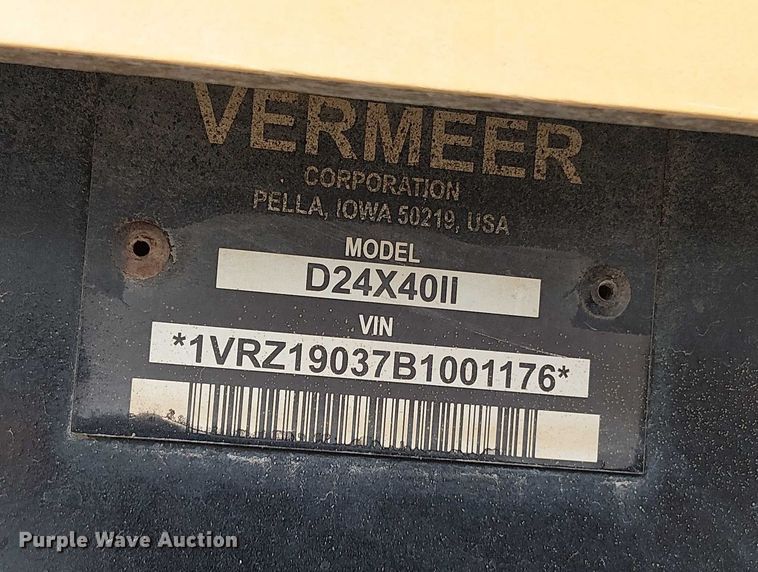 VERMEER
CORPORATION
PELLA, IOWA 50219, USA
MODEL
D24X40II
VIN
*1VRZ19037B1001176*
Purple Wave Auction